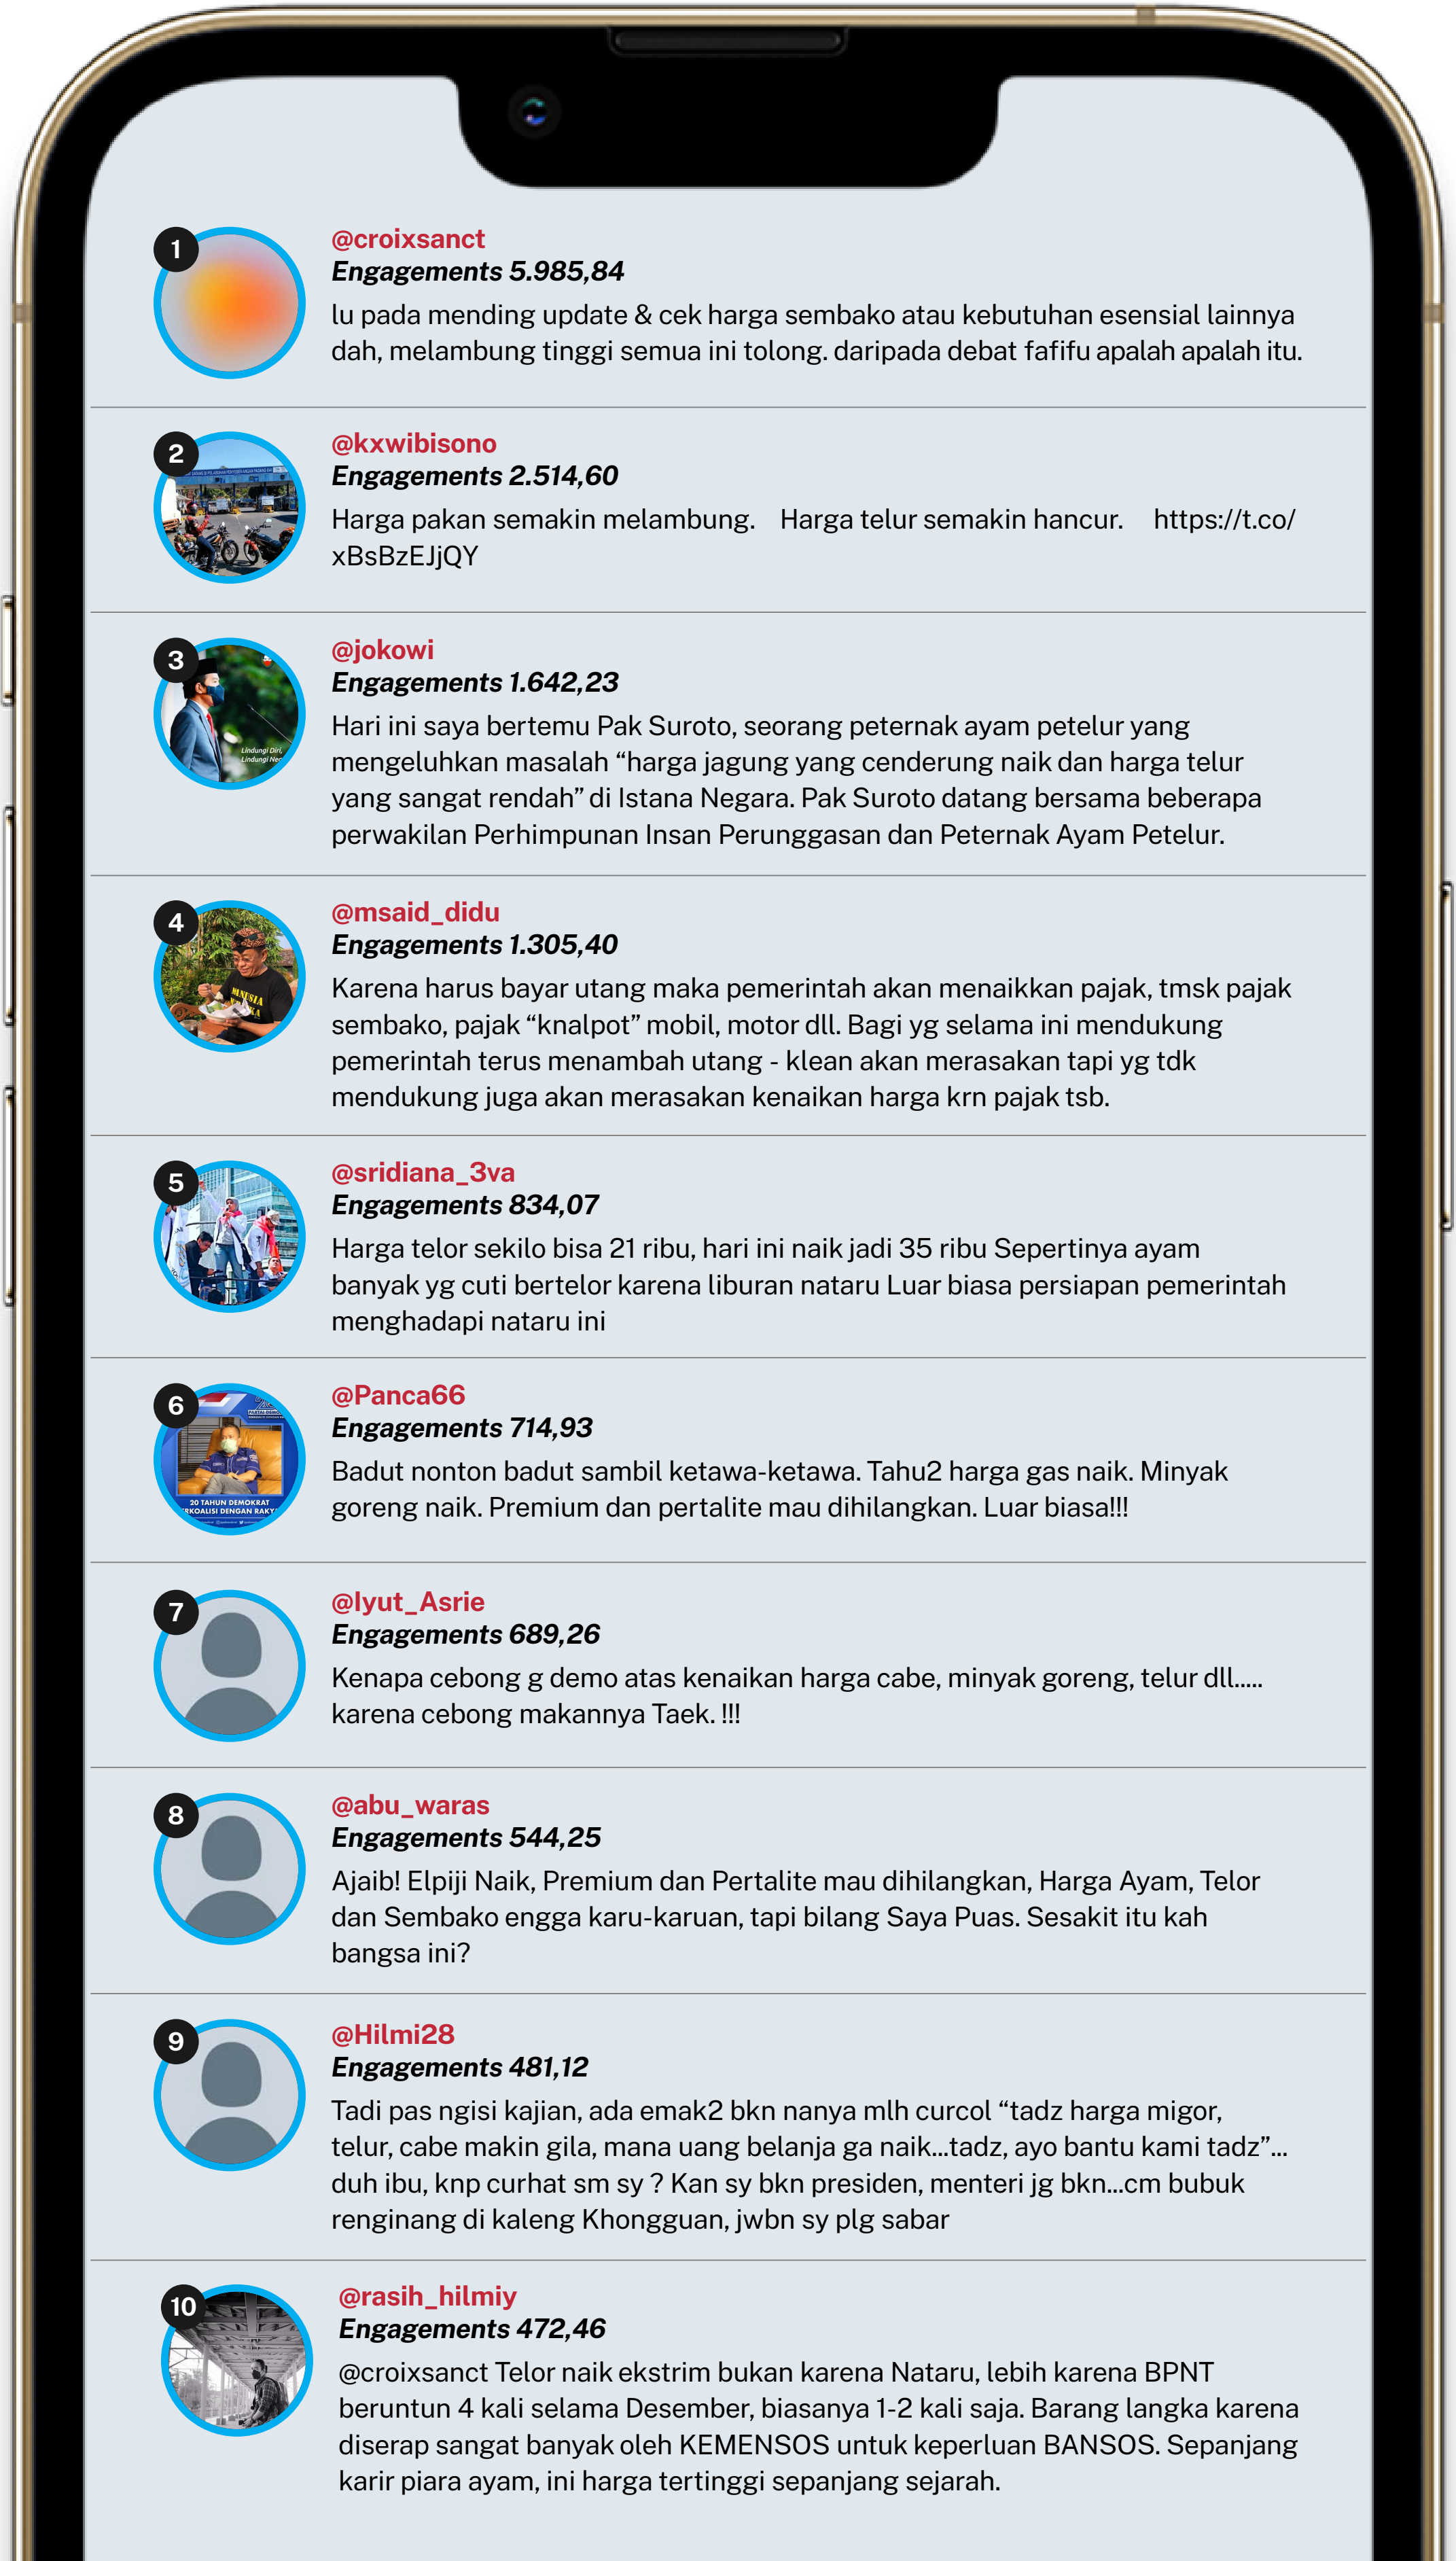 1
@croixsanct
Engagements 5.985,84
lu pada mending update & cek harga sembako atau kebutuhan esensial lainnya
dah, melambung tinggi semua ini tolong. daripada debat fafifu apalah apalah itu.
2
@kxwibisono
Engagements 2.514,60
Harga pakan semakin melambung. Harga telur semakin hancur. https://t.co/
xBsBzEJjQY
3
@jokowi
Engagements 1.642,23
Hari ini saya bertemu Pak Suroto, seorang peternak ayam petelur yang
mengeluhkan masalah “harga jagung yang cenderung naik dan harga telur
yang sangat rendah” di Istana Negara. Pak Suroto datang bersama beberapa
perwakilan Perhimpunan Insan Perunggasan dan Peternak Ayam Petelur.
Lindungi Diri,
Lindungi
4
@msaid_didu
Engagements 1.305,40
Karena harus bayar utang maka pemerintah akan menaikkan pajak, tmsk pajak
sembako, pajak “knalpot” mobil, motor dll. Bagi yg selama ini mendukung
pemerintah terus menambah utang - klean akan merasakan tapi yg tdk
mendukung juga akan merasakan kenaikan harga krn pajak tsb.
5
@sridiana_3va
Engagements 834,07
Harga telor sekilo bisa 21 ribu, hari ini naik jadi 35 ribu Sepertinya ayam
banyak yg cuti bertelor karena liburan nataru Luar biasa persiapan pemerintah
menghadapi nataru ini
6
@Panca66
Engagements 714,93
Badut nonton badut sambil ketawa-ketawa. Tahu2 harga gas naik. Minyak
goreng naik. Premium dan pertalite mau dihilangkan. Luar biasa!!!
20 TAHUN DEMOKRAT
RKOALISI DENGAN RAKY
7
@lyut_Asrie
Engagements 689,26
Kenapa cebong g demo atas kenaikan harga cabe, minyak goreng, telur dll.....
karena cebong makannya Taek. !!!
8
@abu_waras
Engagements 544,25
Ajaib! Elpiji Naik, Premium dan Pertalite mau dihilangkan, Harga Ayam, Telor
dan Sembako engga karu-karuan, tapi bilang Saya Puas. Sesakit itu kah
bangsa ini?
9
@Hilmi28
Engagements 481,12
Tadi pas ngisi kajian, ada emak2 bkn nanya mlh curcol “tadz harga migor,
telur, cabe makin gila, mana uang belanja ga naik...tadz, ayo bantu kami tadz”...
duh ibu, knp curhat sm sy ? Kan sy bkn presiden, menteri jg bkn...cm bubuk
renginang di kaleng Khongguan, jwbn sy plg sabar
10
@rasih_hilmiy
Engagements 472,46
@croixsanct Telor naik ekstrim bukan karena Nataru, lebih karena BPNT
beruntun 4 kali selama Desember, biasanya 1-2 kali saja. Barang langka karena
diserap sangat banyak oleh KEMENSOS untuk keperluan BANSOS. Sepanjang
karir piara ayam, ini harga tertinggi sepanjang sejarah.